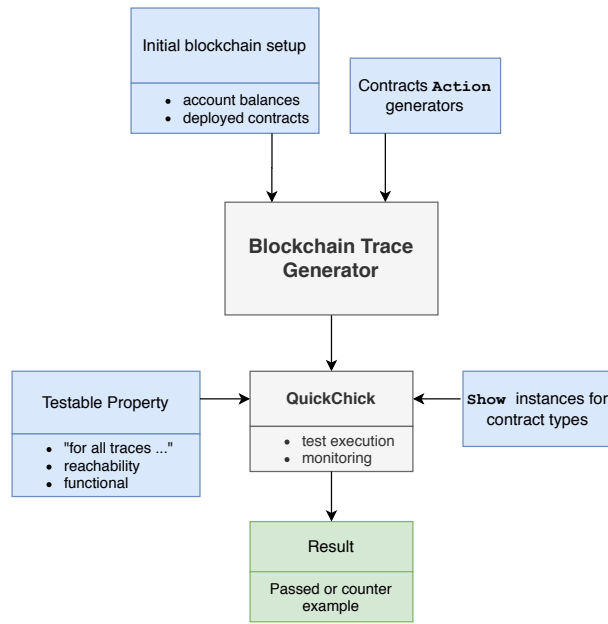 Initial blockchain setup
• account balances
• deployed contracts
Contracts Action
generators
Blockchain Trace
Generator
Testable Property
• "for all traces ..."
• reachability
• functional
QuickChick
• test execution
• monitoring
Show instances for
contract types
Result
Passed or counter
example